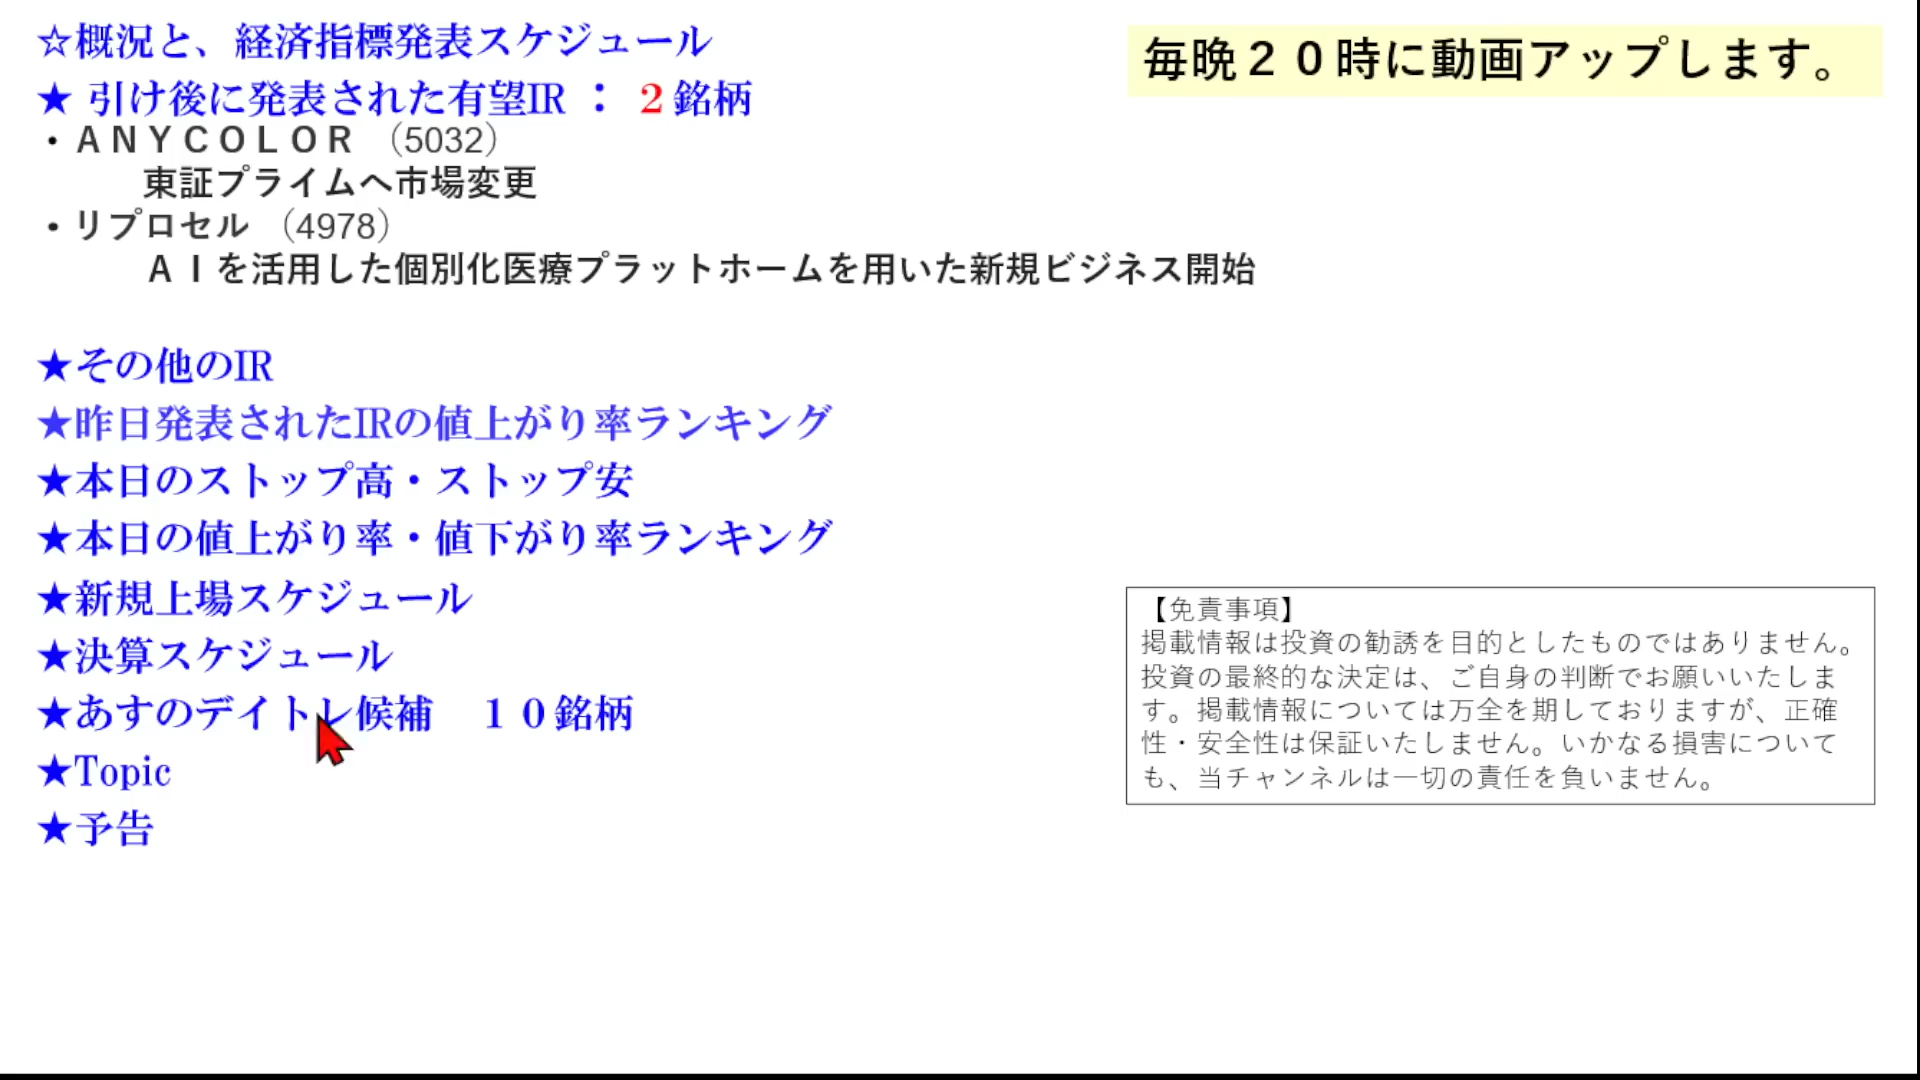 ☆概況と、経済指標発表スケジュール
毎晩２０時に動画アップします。
★ 引け後に発表された有望IR ： ２銘柄
・ＡＮＹＣＯＬＯＲ （5032）
東証プライムへ市場変更
・リプロセル （4978）
ＡＩを活用した個別化医療プラットホームを用いた新規ビジネス開始
★その他のIR
★昨日発表されたIRの値上がり率ランキング
★本日のストップ高・ストップ安
★本日の値上がり率・値下がり率ランキング
★新規上場スケジュール
★決算スケジュール
★あすのデイトレ候補　１０銘柄
★Topic
★予告
【免責事項】
掲載情報は投資の勧誘を目的としたものではありません。
投資の最終的な決定は、ご自身の判断でお願いいたしま
す。掲載情報については万全を期しておりますが、正確
性・安全性は保証いたしません。いかなる損害について
も、当チャンネルは一切の責任を負いません。